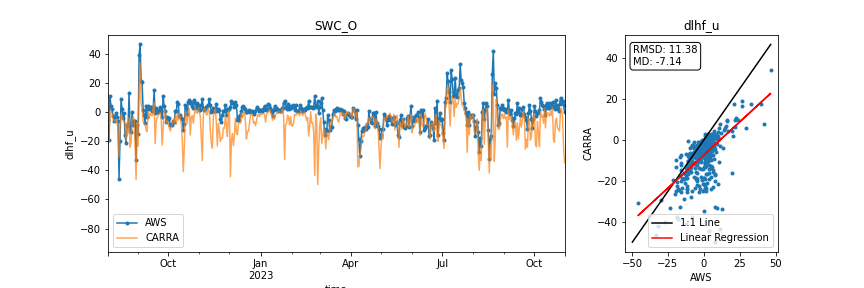 SWC_O
dlhf_u
40
20
0
−20
−40
−60
−80
dlhf_u
AWS
CARRA
Oct
Jan
2023
Apr
Jul
Oct
time
dlhf_u
RMSD: 11.38
MD: -7.14
40
20
0
−20
−40
CARRA
1:1 Line
Linear Regression
−50
−25
0
25
50
AWS